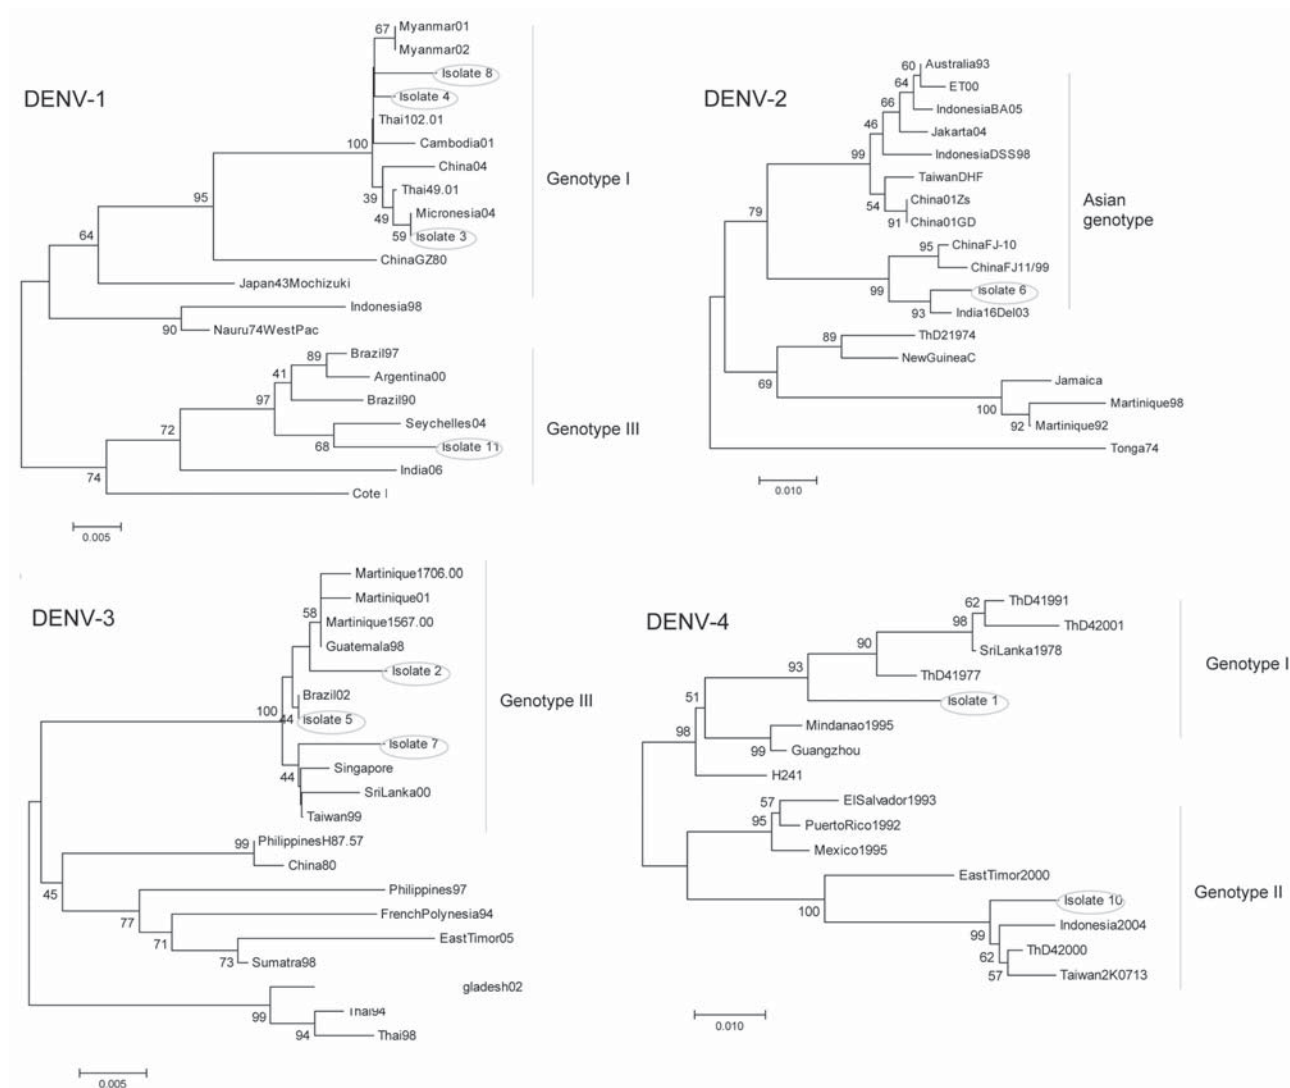 DENV-1
67
Myanmar01
Myanmar02
Isolate 8
Isolate 4
Thai102.01
100
Cambodia01
China04
Thai49.01
39
Micronesia04
49
59
Isolate 3
95
ChinaGZ80
64
Japan43Mochizuki
Indonesia98
90
Nauru74WestPac
Genotype I
89
Brazil97
Argentina00
41
Brazil90
97
Seychelles04
68
Isolate 11
72
India06
74
Cote I
Genotype III
0.005
DENV-2
60
Australia93
64
ET00
66
IndonesiaBA05
46
Jakarta04
99
IndonesiaDSS98
TaiwanDHF
54
China01Zs
91
China01GD
79
95
ChinaFJ-10
ChinaFJ11/99
99
Isolate 6
93
India16Del03
Asian
genotype
89
ThD21974
NewGuineaC
69
Jamaica
100
Martinique98
92
Martinique92
Tonga74
0.010
DENV-3
Martinique1706.00
58
Martinique01
Martinique1567.00
Guatemala98
Isolate 2
Brazil02
100
44
Isolate 5
Isolate 7
44
Singapore
SriLanka00
Taiwan99
Genotype III
99
PhilippinesH87.57
China80
45
Philippines97
77
FrenchPolynesia94
71
EastTimor05
73
Sumatra98
gladesh02
99
Thai94
94
Thai98
0.005
DENV-4
62
ThD41991
98
ThD42001
90
SriLanka1978
93
ThD41977
51
Isolate 1
98
Mindanao1995
99
Guangzhou
H241
Genotype I
57
ElSalvador1993
95
PuertoRico1992
Mexico1995
EastTimor2000
100
Isolate 10
99
Indonesia2004
62
ThD42000
57
Taiwan2K0713
Genotype II
0.010